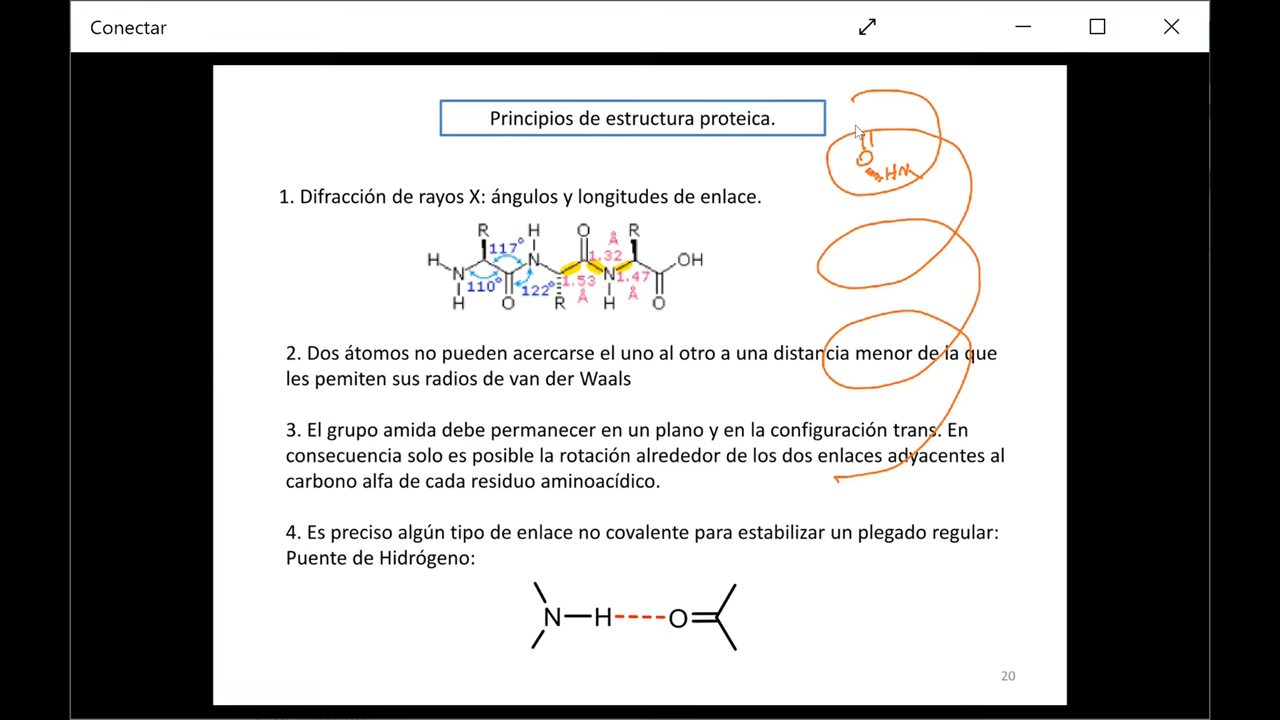 Conectar
Principios de estructura proteica.
1. Difracción de rayos X: ángulos y longitudes de enlace.
R H O Å R
117° 1.32
H N OH
N N
110° 122° 1.53 1.47
H O R Å H Å O
2. Dos átomos no pueden acercarse el uno al otro a una distancia menor de la que
les pemiten sus radios de van der Waals
3. El grupo amida debe permanecer en un plano y en la configuración trans. En
consecuencia solo es posible la rotación alrededor de los dos enlaces adyacentes al
carbono alfa de cada residuo aminoacídico.
4. Es preciso algún tipo de enlace no covalente para estabilizar un plegado regular:
Puente de Hidrógeno:
N H O
20
O
HN